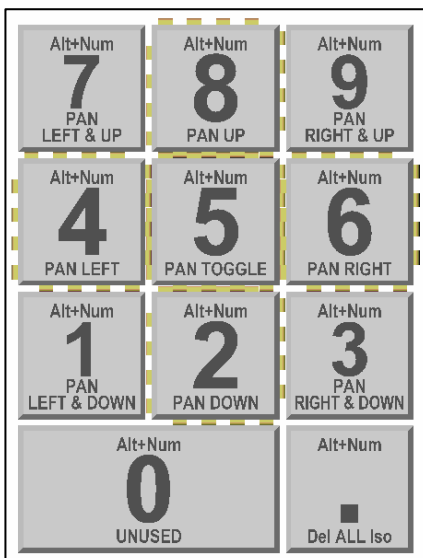 Alt+Num
7
PAN
LEFT & UP
Alt+Num
8
PAN UP
Alt+Num
9
PAN
RIGHT & UP
Alt+Num
4
PAN LEFT
Alt+Num
5
PAN TOGGLE
Alt+Num
6
PAN RIGHT
Alt+Num
1
PAN
LEFT & DOWN
Alt+Num
2
PAN DOWN
Alt+Num
3
PAN
RIGHT & DOWN
Alt+Num
0
UNUSED
Alt+Num
.
Del ALL Iso